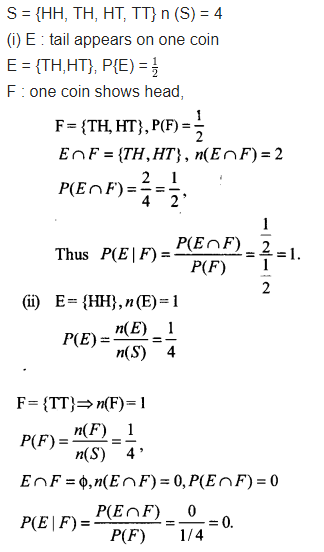 S = {HH, TH, HT, TT} n (S) = 4
(i) E : tail appears on one coin
E = {TH,HT}, P{E) = 1/2
F : one coin shows head,
F = {TH, HT}, P(F) = 1/2
E∩F = {TH, HT}, n(E∩F) = 2
P(E∩F) = 2/4 = 1/2,
Thus P(E|F) = P(E∩F)/P(F) = (1/2)/(1/2) = 1.
(ii) E = {HH}, n(E) = 1
P(E) = n(E)/n(S) = 1/4
F = {TT} ⇒ n(F) = 1
P(F) = n(F)/n(S) = 1/4,
E∩F = ϕ, n(E∩F) = 0, P(E∩F) = 0
P(E|F) = P(E∩F)/P(F) = 0/(1/4) = 0.